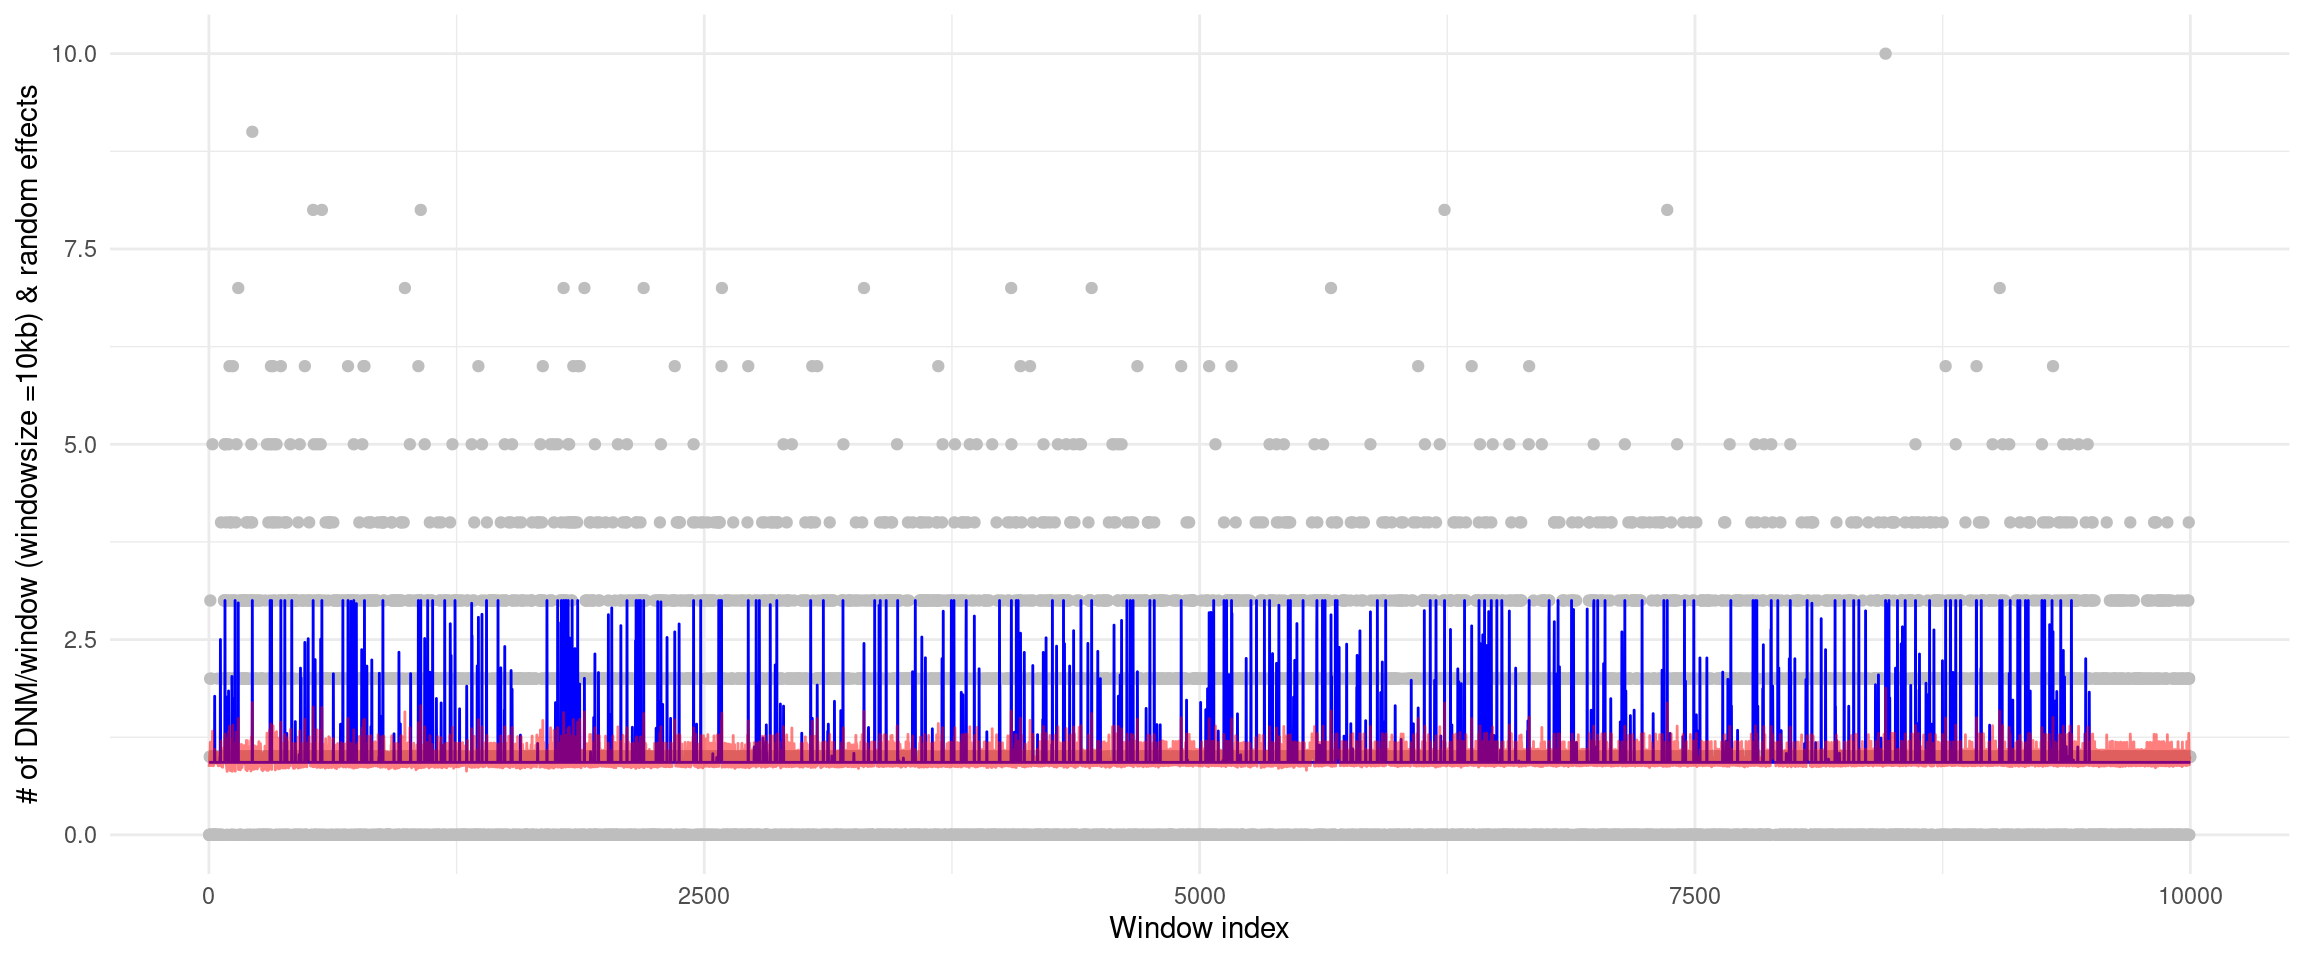 # of DNM/window (windowsize =10kb) & random effects
10.0
7.5
5.0
2.5
0.0
0 2500 5000 7500 10000
Window index